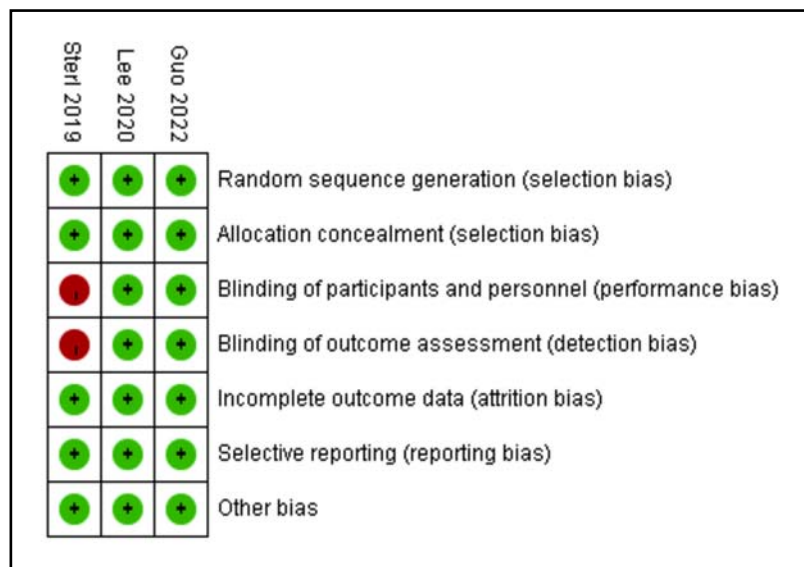 Sterl 2019
Lee 2020
Guo 2022
+ + + Random sequence generation (selection bias)
+ + + Allocation concealment (selection bias)
- + + Blinding of participants and personnel (performance bias)
- + + Blinding of outcome assessment (detection bias)
+ + + Incomplete outcome data (attrition bias)
+ + + Selective reporting (reporting bias)
+ + + Other bias